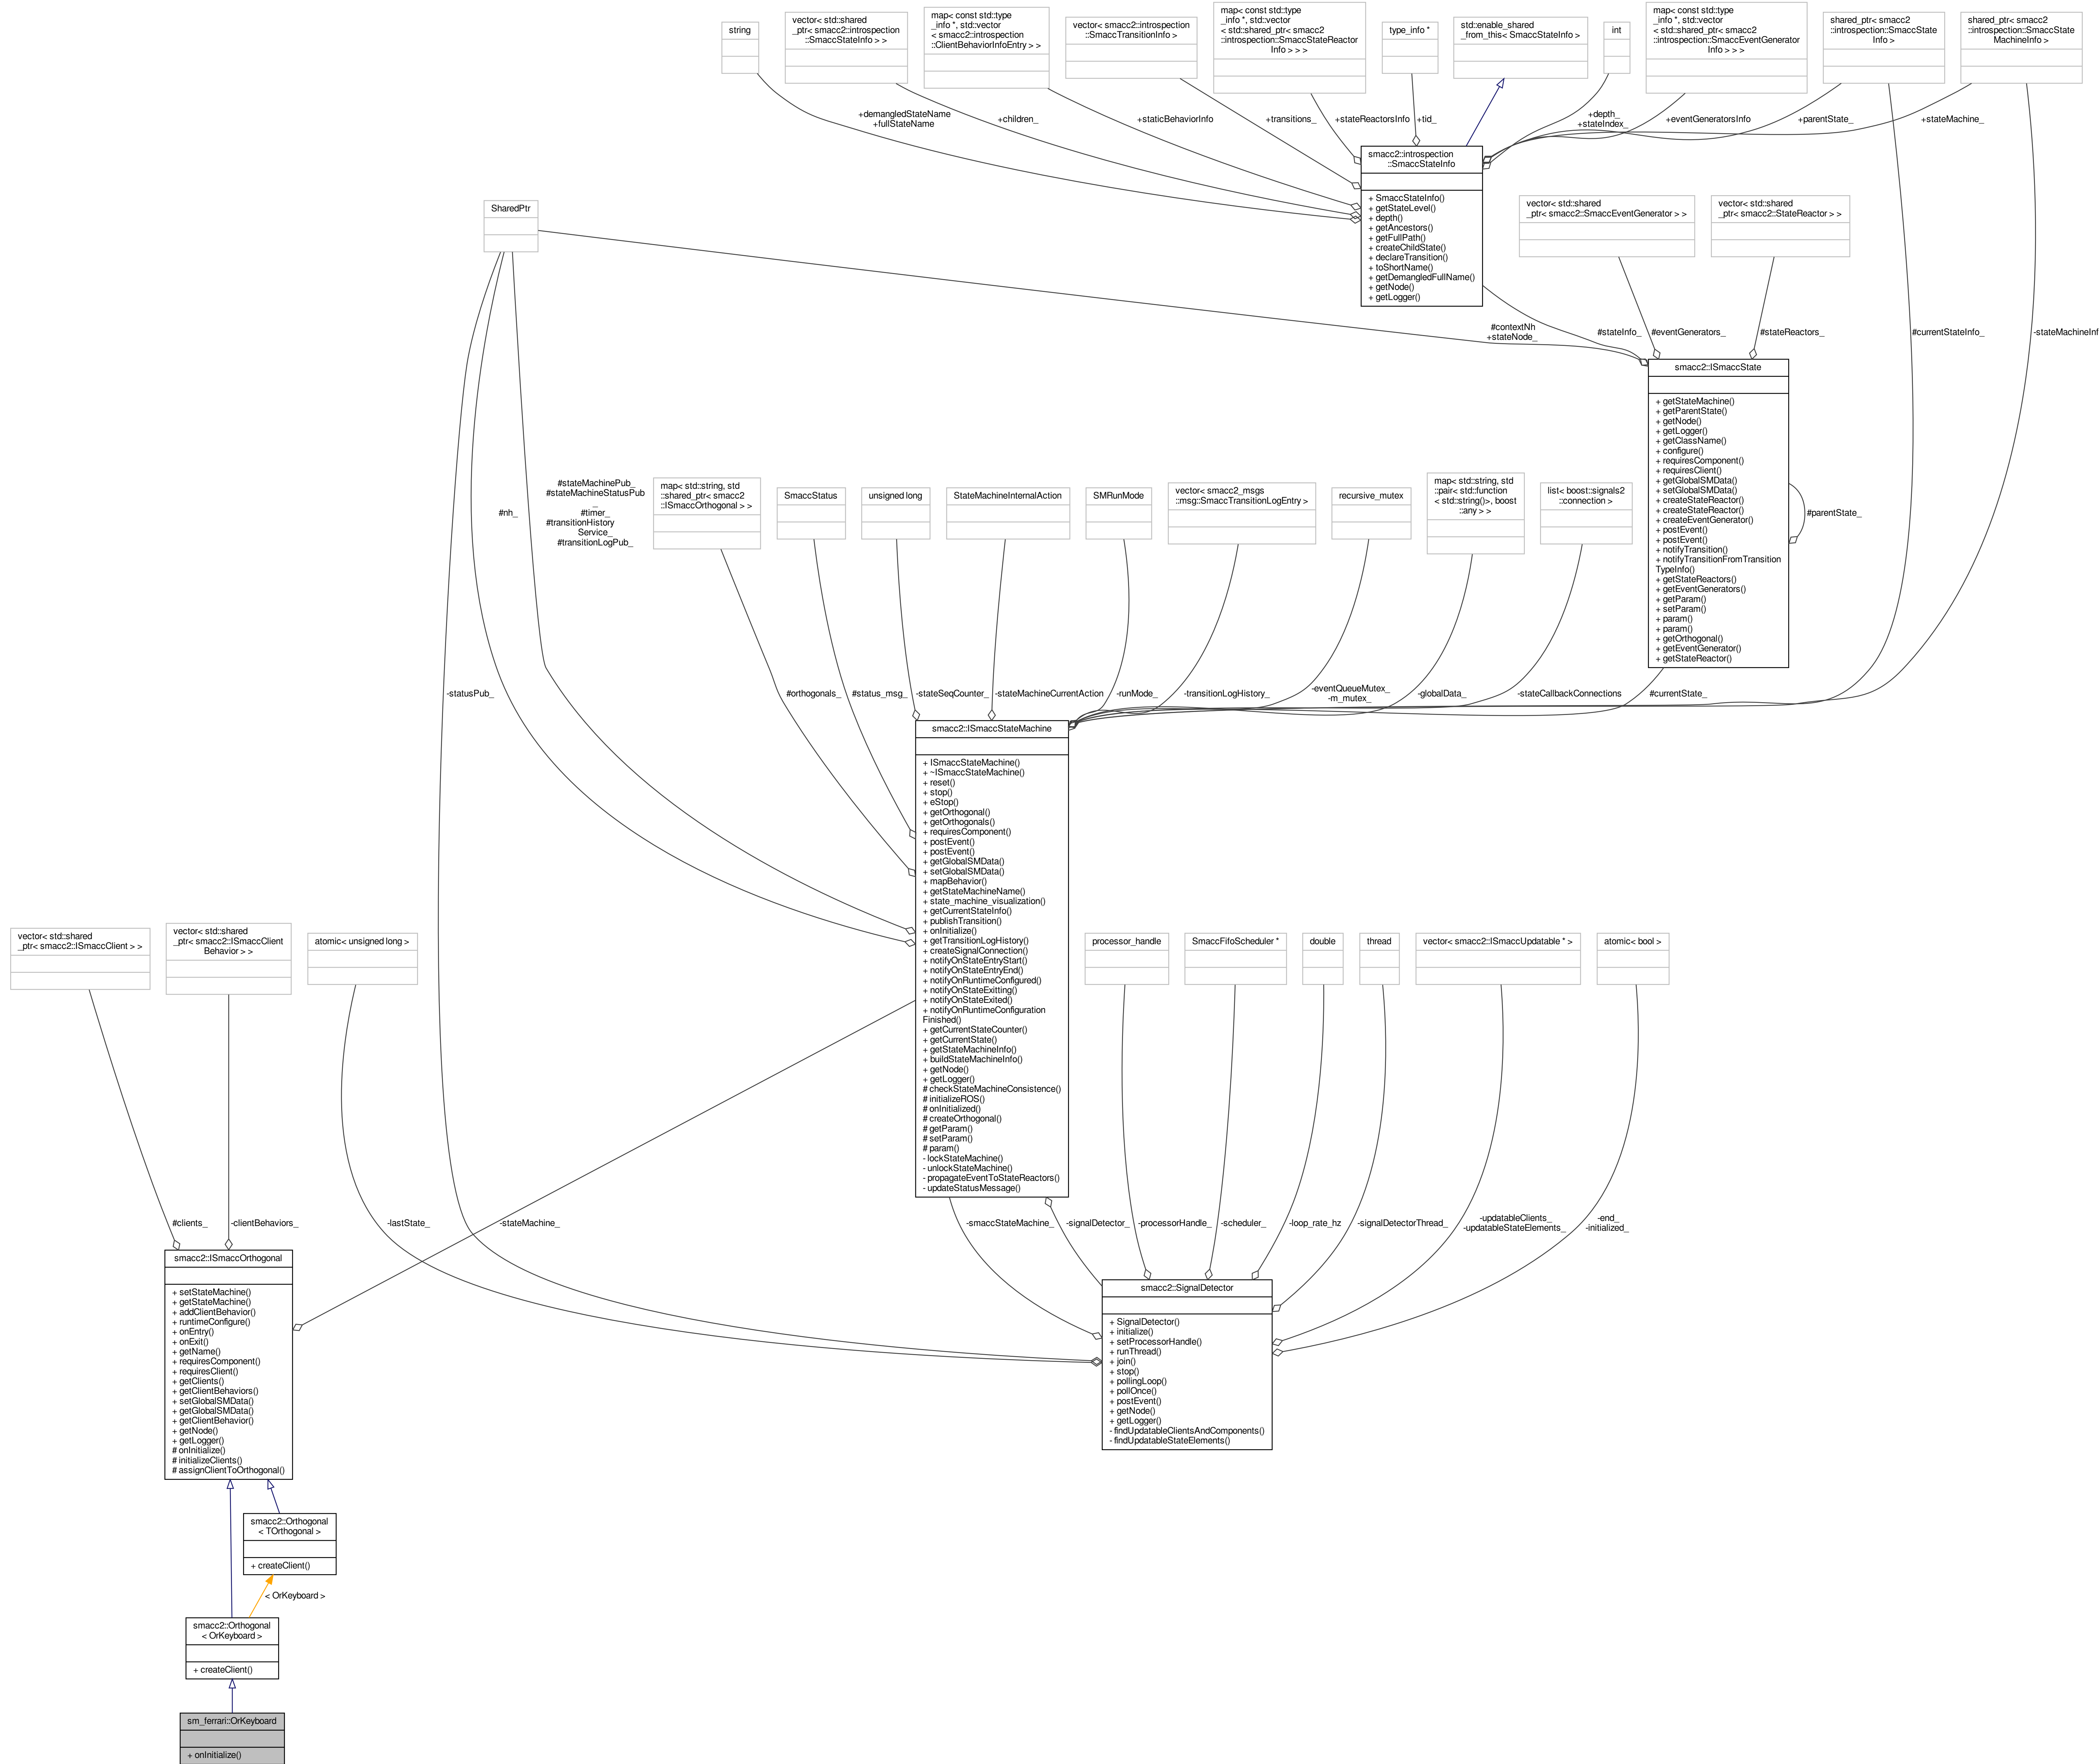 string
vector< std::shared
_ptr< smacc2::introspection
::SmaccStateInfo > >
map< const std::type
_info *, std::vector
< smacc2::introspection
::ClientBehaviorInfoEntry > >
vector< smacc2::introspection
::SmaccTransitionInfo >
map< const std::type
_info *, std::vector
< std::shared_ptr< smacc2
::introspection::SmaccStateReactor
Info > > >
type_info *
std::enable_shared
_from_this< SmaccStateInfo >
int
map< const std::type
_info *, std::vector
< std::shared_ptr< smacc2
::introspection::SmaccEventGenerator
Info > > >
shared_ptr< smacc2
::introspection::SmaccState
Info >
shared_ptr< smacc2
::introspection::SmaccState
MachineInfo >
+demangledStateName
+fullStateName
+children_
+staticBehaviorInfo
+transitions_
+stateReactorsInfo
+tid_
+depth_
+stateIndex_
+eventGeneratorsInfo
+parentState_
+stateMachine_
smacc2::introspection
::SmaccStateInfo
+ SmaccStateInfo()
+ getStateLevel()
+ depth()
+ getAncestors()
+ getFullPath()
+ createChildState()
+ declareTransition()
+ toShortName()
+ getDemangledFullName()
+ getNode()
+ getLogger()
SharedPtr
vector< std::shared
_ptr< smacc2::SmaccEventGenerator > >
vector< std::shared
_ptr< smacc2::StateReactor > >
#contextNh
+stateNode_
#stateInfo_
#eventGenerators_
#stateReactors_
#currentStateInfo_
-stateMachineInf
smacc2::ISmaccState
+ getStateMachine()
+ getParentState()
+ getNode()
+ getLogger()
+ getClassName()
+ configure()
+ requiresComponent()
+ requiresClient()
+ getGlobalSMData()
+ setGlobalSMData()
+ createStateReactor()
+ createStateReactor()
+ createEventGenerator()
+ postEvent()
+ postEvent()
+ notifyTransition()
+ notifyTransitionFromTransition
TypeInfo()
+ getStateReactors()
+ getEventGenerators()
+ getParam()
+ setParam()
+ param()
+ param()
+ getOrthogonal()
+ getEventGenerator()
+ getStateReactor()
#parentState_
#nh_
#stateMachinePub_
#stateMachineStatusPub
_
#timer_
#transitionHistory
Service_
#transitionLogPub_
map< std::string, std
::shared_ptr< smacc2
::ISmaccOrthogonal > >
SmaccStatus
unsigned long
StateMachineInternalAction
SMRunMode
vector< smacc2_msgs
::msg::SmaccTransitionLogEntry >
recursive_mutex
map< std::string, std
::pair< std::function
< std::string()>, boost
::any > >
list< boost::signals2
::connection >
-statusPub_
#orthogonals_
#status_msg_
-stateSeqCounter_
-stateMachineCurrentAction
-runMode_
-transitionLogHistory_
-eventQueueMutex_
-m_mutex_
-globalData_
-stateCallbackConnections
#currentState_
smacc2::ISmaccStateMachine
+ ISmaccStateMachine()
+ ~ISmaccStateMachine()
+ reset()
+ stop()
+ eStop()
+ getOrthogonal()
+ getOrthogonals()
+ requiresComponent()
+ postEvent()
+ postEvent()
+ getGlobalSMData()
+ setGlobalSMData()
+ mapBehavior()
+ getStateMachineName()
+ state_machine_visualization()
+ getCurrentStateInfo()
+ publishTransition()
+ onInitialize()
+ getTransitionLogHistory()
+ createSignalConnection()
+ notifyOnStateEntryStart()
+ notifyOnStateEntryEnd()
+ notifyOnRuntimeConfigured()
+ notifyOnStateExitting()
+ notifyOnStateExited()
+ notifyOnRuntimeConfiguration
Finished()
+ getCurrentStateCounter()
+ getCurrentState()
+ getStateMachineInfo()
+ buildStateMachineInfo()
+ getNode()
+ getLogger()
# checkStateMachineConsistence()
# initializeROS()
# onInitialized()
# createOrthogonal()
# getParam()
# setParam()
# param()
- lockStateMachine()
- unlockStateMachine()
- propagateEventToStateReactors()
- updateStatusMessage()
vector< std::shared
_ptr< smacc2::ISmaccClient > >
vector< std::shared
_ptr< smacc2::ISmaccClient
Behavior > >
atomic< unsigned long >
processor_handle
SmaccFifoScheduler *
double
thread
vector< smacc2::ISmaccUpdatable * >
atomic< bool >
#clients_
-clientBehaviors_
-lastState_
-stateMachine_
-smaccStateMachine_
-signalDetector_
-processorHandle_
-scheduler_
-loop_rate_hz
-signalDetectorThread_
-updatableClients_
-updatableStateElements_
-end_
-initialized_
smacc2::ISmaccOrthogonal
+ setStateMachine()
+ getStateMachine()
+ addClientBehavior()
+ runtimeConfigure()
+ onEntry()
+ onExit()
+ getName()
+ requiresComponent()
+ requiresClient()
+ getClients()
+ getClientBehaviors()
+ setGlobalSMData()
+ getGlobalSMData()
+ getClientBehavior()
+ getNode()
+ getLogger()
# onInitialize()
# initializeClients()
# assignClientToOrthogonal()
smacc2::SignalDetector
+ SignalDetector()
+ initialize()
+ setProcessorHandle()
+ runThread()
+ join()
+ stop()
+ pollingLoop()
+ pollOnce()
+ postEvent()
+ getNode()
+ getLogger()
- findUpdatableClientsAndComponents()
- findUpdatableStateElements()
smacc2::Orthogonal
< TOrthogonal >
+ createClient()
< OrKeyboard >
smacc2::Orthogonal
< OrKeyboard >
+ createClient()
sm_ferrari::OrKeyboard
+ onInitialize()